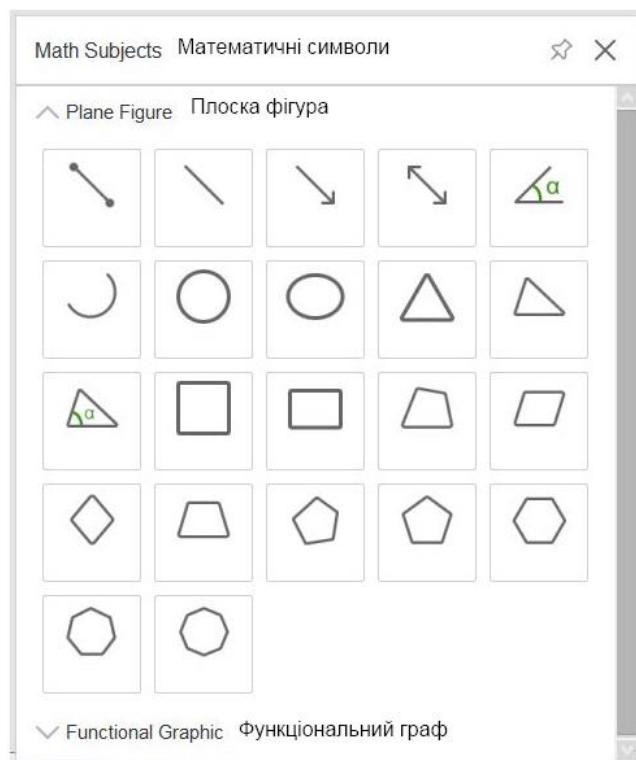 Math Subjects Математичні символи
Plane Figure Плоска фігура
α
α
Functional Graphic Функціональний граф